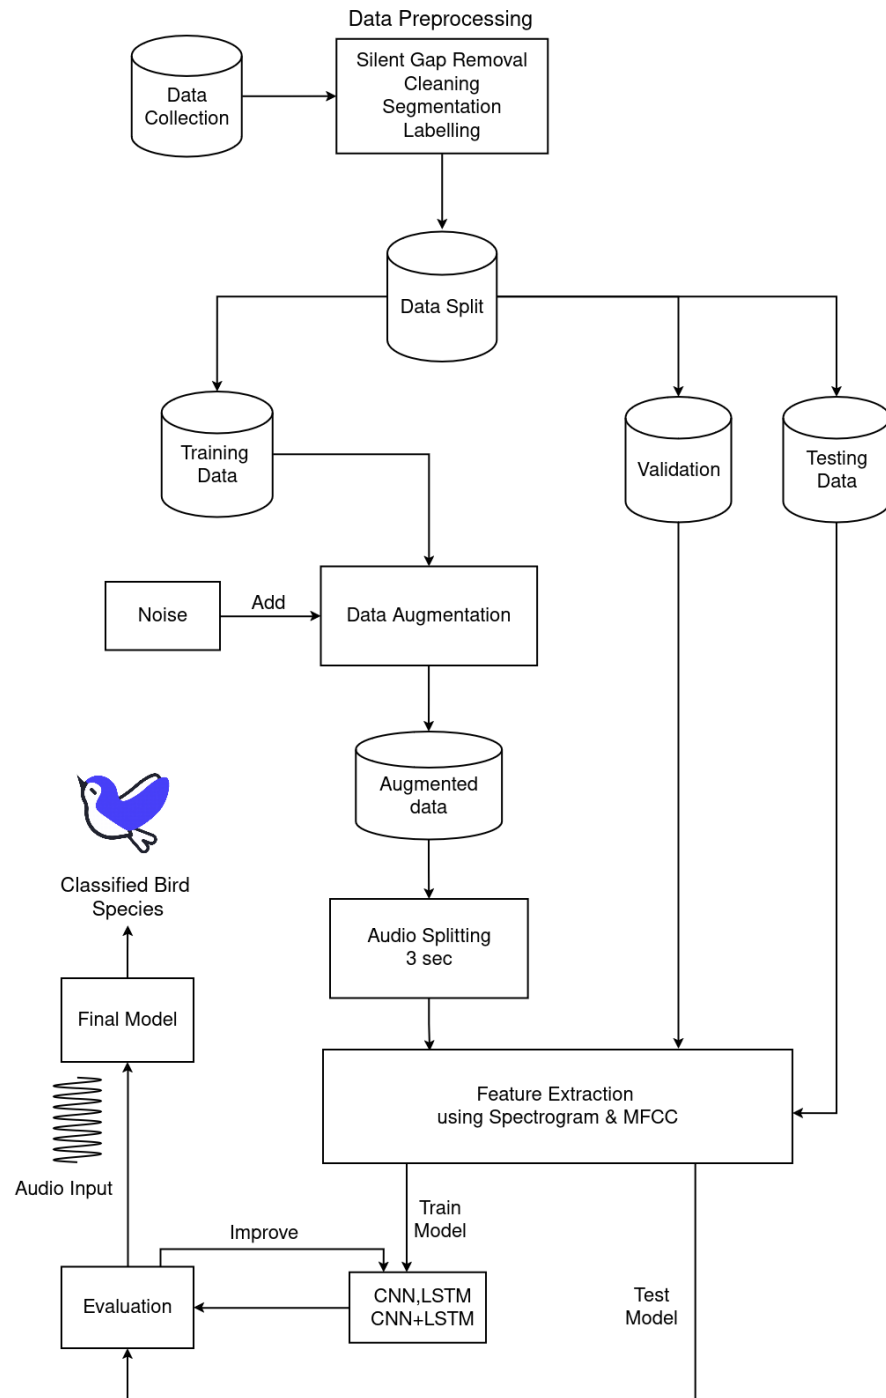 Data Preprocessing
Silent Gap Removal
Cleaning
Segmentation
Labelling
Data
Collection
Data Split
Training
Data
Validation
Testing
Data
Noise
Add
Data Augmentation
Augmented
data
Classified Bird
Species
Audio Splitting
3 sec
Final Model
Feature Extraction
using Spectrogram & MFCC
Audio Input
Train
Model
Improve
Evaluation
CNN,LSTM
CNN+LSTM
Test
Model